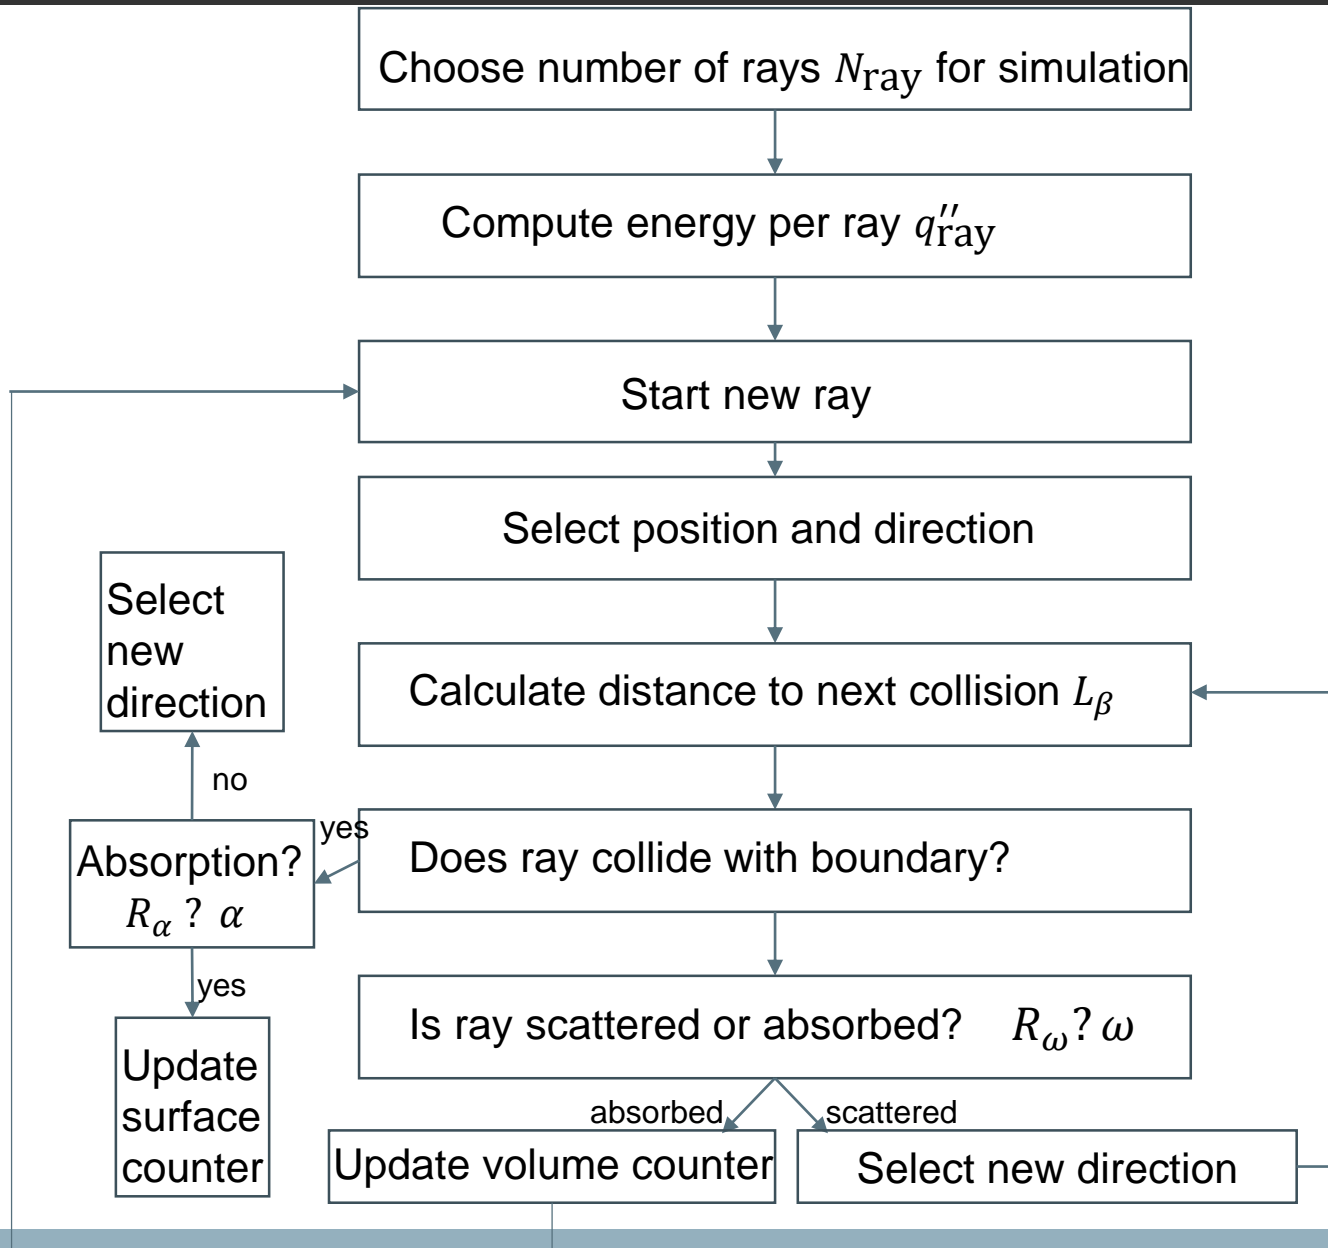 Choose number of rays N_ray for simulation
Compute energy per ray q''_ray
Start new ray
Select position and direction
Select
new
direction
Calculate distance to next collision L_β
no
yes
Absorption?
R_α ? α
Does ray collide with boundary?
yes
Is ray scattered or absorbed? R_ω? ω
Update
surface
counter
absorbed
scattered
Update volume counter
Select new direction